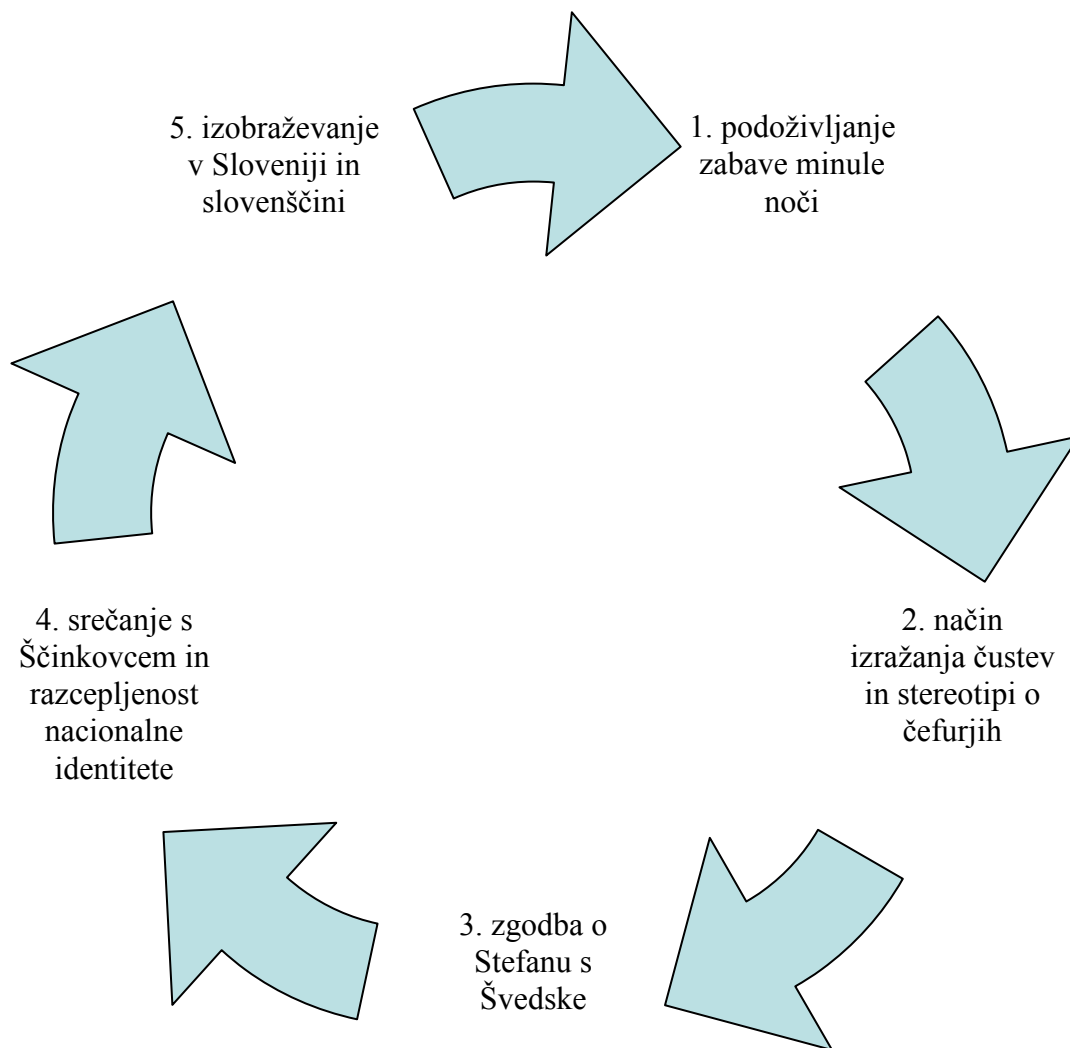 1. podoživljanje
zabave minule
noči
2. način
izražanja čustev
in stereotipi o
čefurjih
3. zgodba o
Stefanu s
Švedske
4. srečanje s
Ščinkovcem in
razcepljenost
nacionalne
identitete
5. izobraževanje
v Sloveniji in
slovenščini